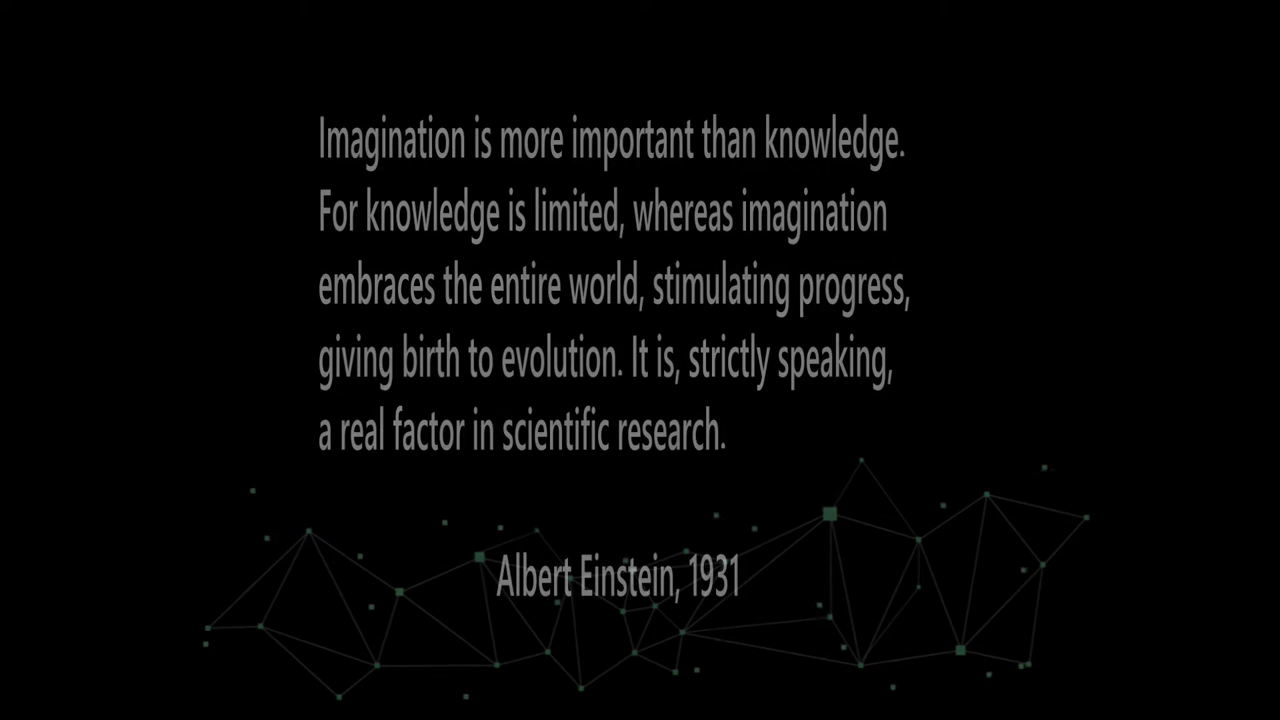 Imagination is more important than knowledge.
For knowledge is limited, whereas imagination
embraces the entire world, stimulating progress,
giving birth to evolution. It is, strictly speaking,
a real factor in scientific research.
Albert Einstein, 1931